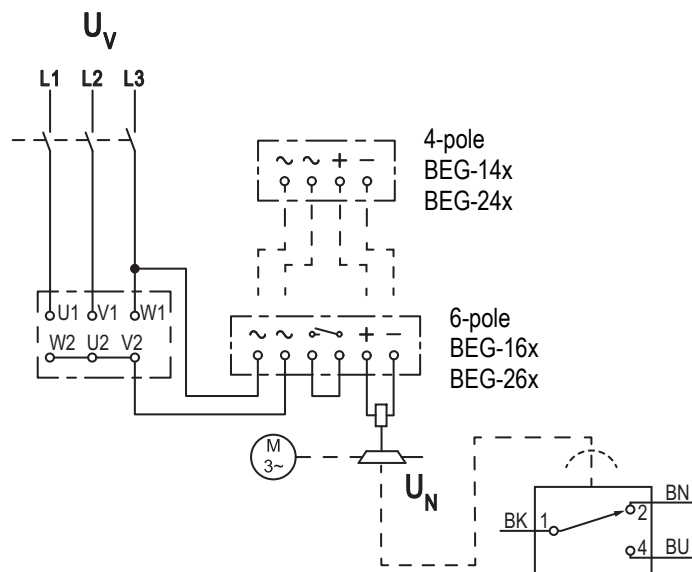 U_V
L1 L2 L3
4-pole
BEG-14x
BEG-24x
∼ ∼ + −
U1 V1 W1
W2 U2 V2
∼ ∼ + −
6-pole
BEG-16x
BEG-26x
M
3~
U_N
BK 1
2 BN
4 BU